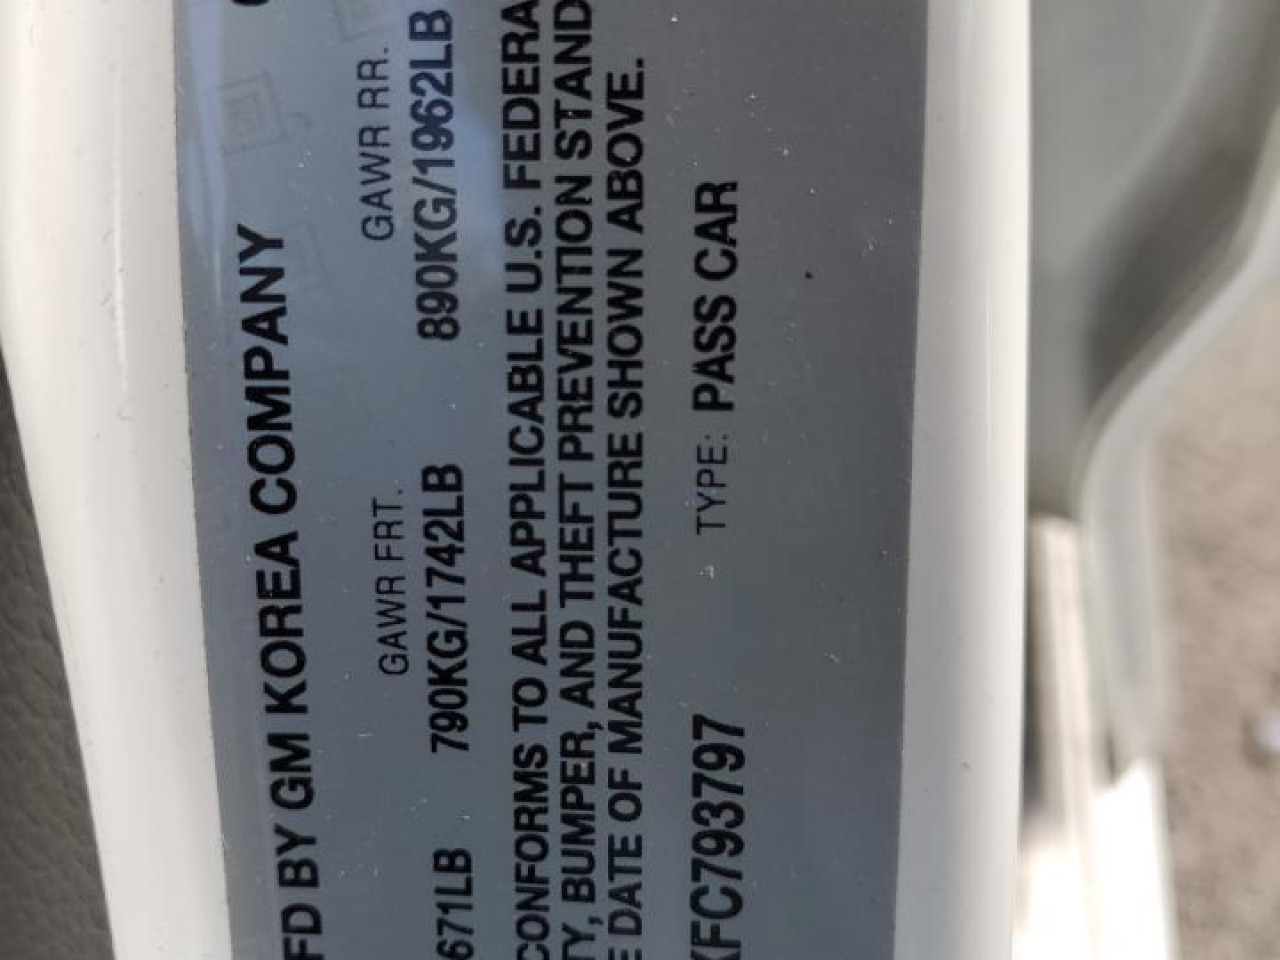 FD BY GM KOREA COMPANY
GAWR FRT. GAWR RR.
671LB 790KG/1742LB 890KG/1962LB
CONFORMS TO ALL APPLICABLE U.S. FEDERA
TY, BUMPER, AND THEFT PREVENTION STAND
E DATE OF MANUFACTURE SHOWN ABOVE.
FC793797 TYPE: PASS CAR